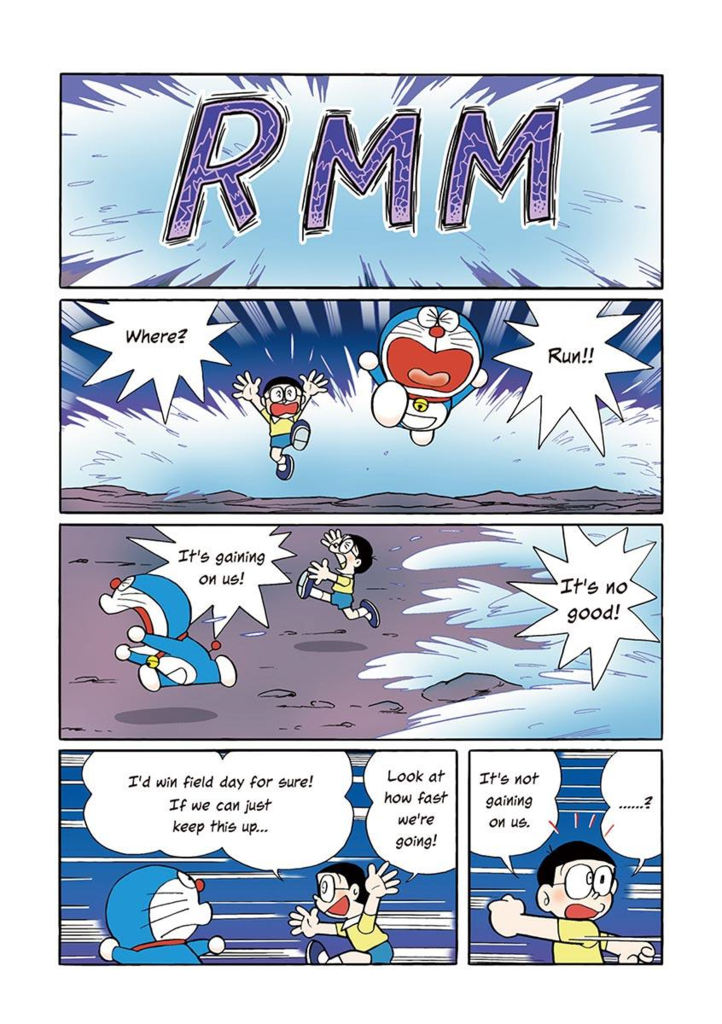 RMM
Run!!
Where?
It's no
good!
It's gaining
on us!
Look at
how fast
we're
going!
I'd win field day for sure!
If we can just
keep this up...
......?
It's not
gaining
on us.